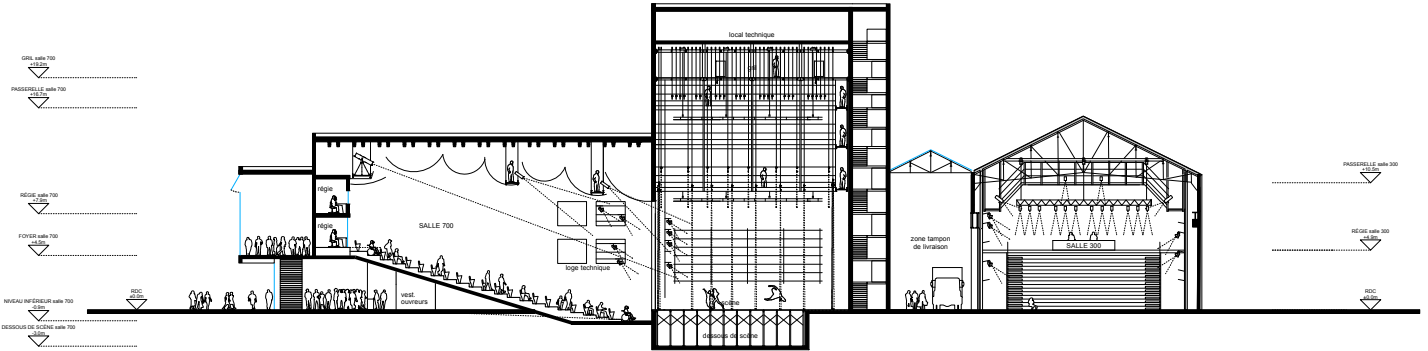 GRIL salle 700
+19.2m
PASSERELLE salle 700
+16.7m
RÉGIE salle 700
+7.9m
FOYER salle 700
+4.5m
RDC
+0.0m
NIVEAU INFÉRIEUR salle 700
-0.9m
DESSOUS DE SCÈNE salle 700
-3.0m
régie
régie
SALLE 700
vest.
ouvreurs
loge technique
local technique
gril
scène
dessous de scène
zone tampon
de livraison
SALLE 300
PASSERELLE salle 300
+10.5m
RÉGIE salle 300
+4.9m
RDC
+0.0m